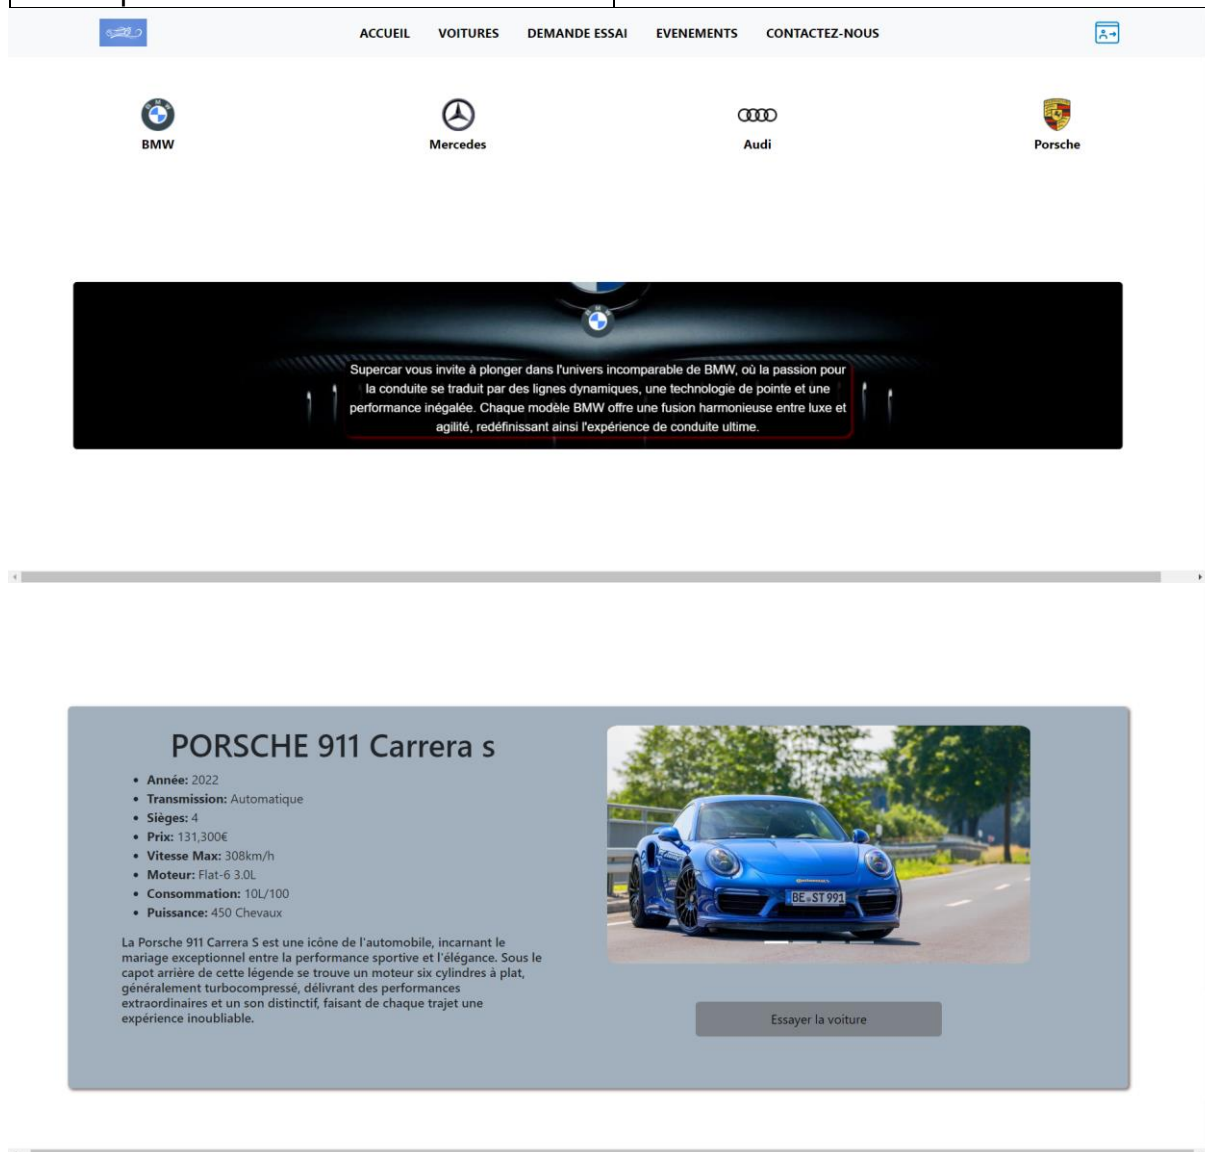 ACCUEIL VOITURES DEMANDE ESSAI EVENEMENTS CONTACTEZ-NOUS
BMW Mercedes Audi Porsche
Supercar vous invite à plonger dans l'univers incomparable de BMW, où la passion pour
la conduite se traduit par des lignes dynamiques, une technologie de pointe et une
performance inégalée. Chaque modèle BMW offre une fusion harmonieuse entre luxe et
agilité, redéfinissant ainsi l'expérience de conduite ultime.
PORSCHE 911 Carrera s
• Année: 2022
• Transmission: Automatique
• Sièges: 4
• Prix: 131,300€
• Vitesse Max: 308km/h
• Moteur: Flat-6 3.0L
• Consommation: 10L/100
• Puissance: 450 Chevaux
La Porsche 911 Carrera S est une icône de l'automobile, incarnant le
mariage exceptionnel entre la performance sportive et l'élégance. Sous le
capot arrière de cette légende se trouve un moteur six cylindres à plat,
généralement turbocompressé, délivrant des performances
extraordinaires et un son distinctif, faisant de chaque trajet une
expérience inoubliable.
BE ST 991
Essayer la voiture